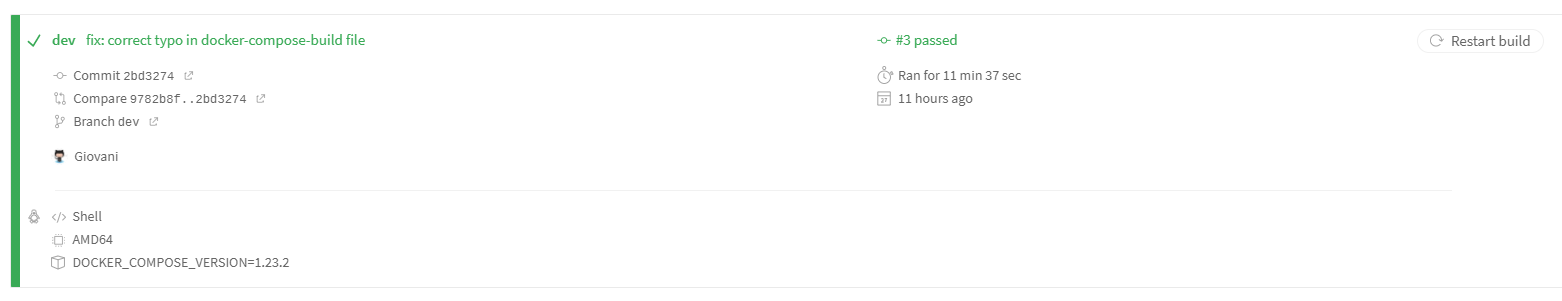 dev fix: correct typo in docker-compose-build file
Commit 2bd3274
Compare 9782b8f..2bd3274
Branch dev
Giovani
#3 passed
Ran for 11 min 37 sec
11 hours ago
Restart build
Shell
AMD64
DOCKER_COMPOSE_VERSION=1.23.2